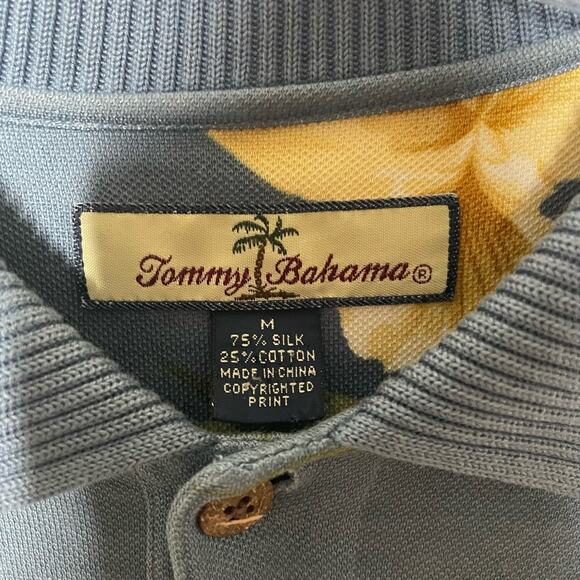 Tommy Bahama®
M
75% SILK
25% COTTON
MADE IN CHINA
COPYRIGHTED
PRINT